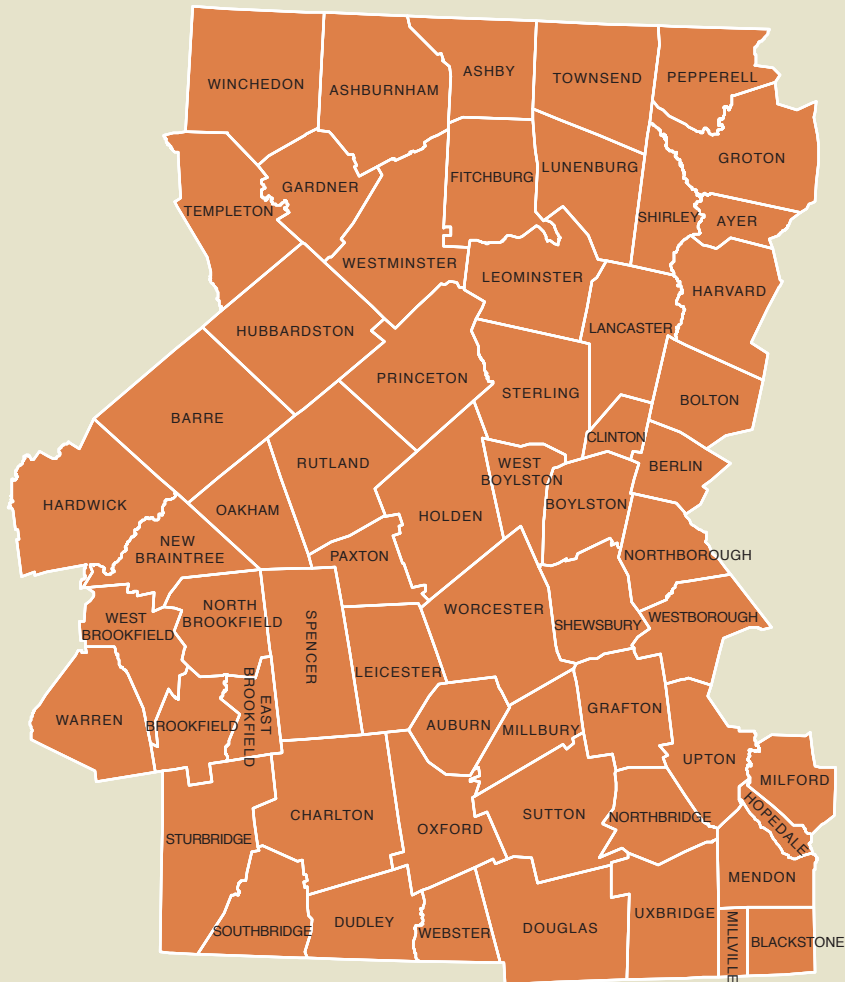 WINCHEDON
ASHBURNHAM
ASHBY
TOWNSEND
PEPPERELL
GROTON
GARDNER
FITCHBURG
LUNENBURG
TEMPLETON
SHIRLEY
AYER
WESTMINSTER
LEOMINSTER
HARVARD
HUBBARDSTON
LANCASTER
PRINCETON
STERLING
BOLTON
BARRE
CLINTON
RUTLAND
WEST
BOYLSTON
BERLIN
HARDWICK
OAKHAM
HOLDEN
BOYLSTON
NEW
BRAINTREE
PAXTON
NORTHBOROUGH
NORTH
BROOKFIELD
WEST
BROOKFIELD
SPENCER
WORCESTER
SHEWSBURY
WESTBOROUGH
LEICESTER
WARREN
BROOKFIELD
EAST
BROOKFIELD
AUBURN
MILLBURY
GRAFTON
UPTON
MILFORD
CHARLTON
OXFORD
SUTTON
NORTHBRIDGE
HOPEDALE
STURBRIDGE
MENDON
SOUTHBRIDGE
DUDLEY
WEBSTER
DOUGLAS
UXBRIDGE
MILLVILLE
BLACKSTONE